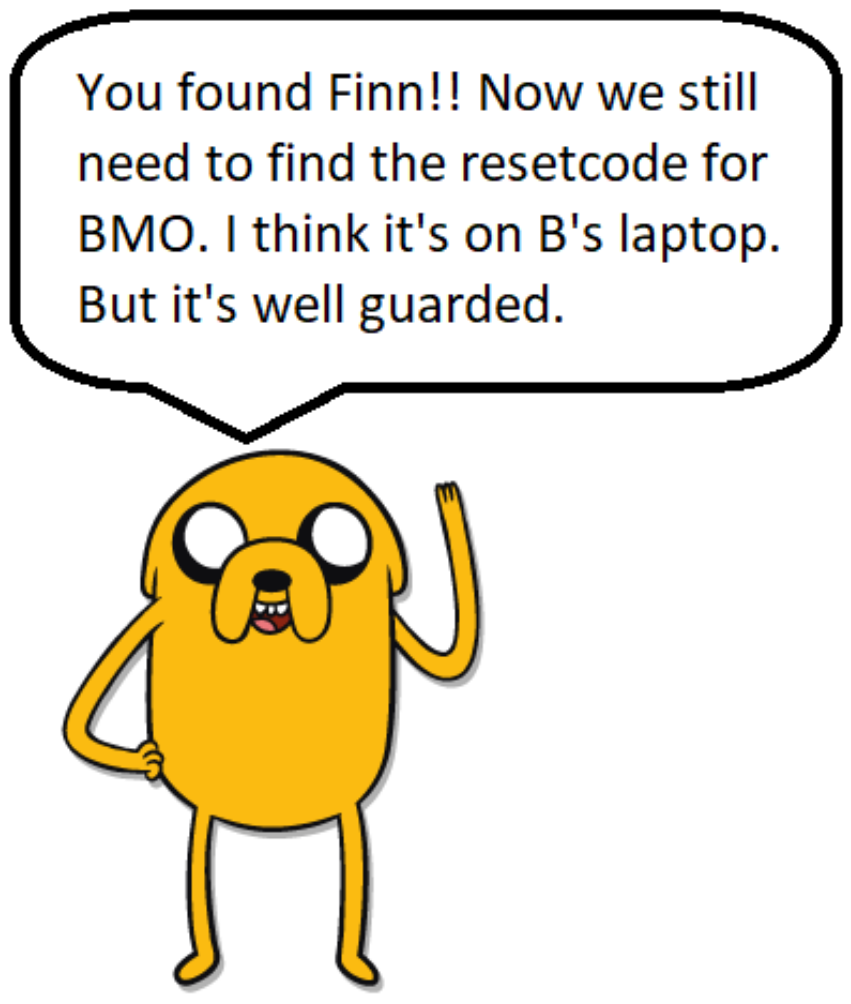 You found Finn!! Now we still
need to find the resetcode for
BMO. I think it's on B's laptop.
But it's well guarded.